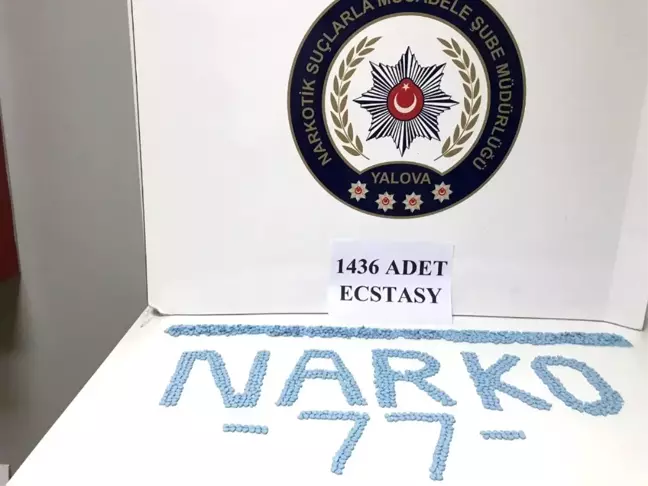 NARKOTİK SUÇLARLA MÜCADELE ŞUBE MÜDÜRLÜĞÜ
YALOVA
1436 ADET
ECSTASY
NARKO
-77-